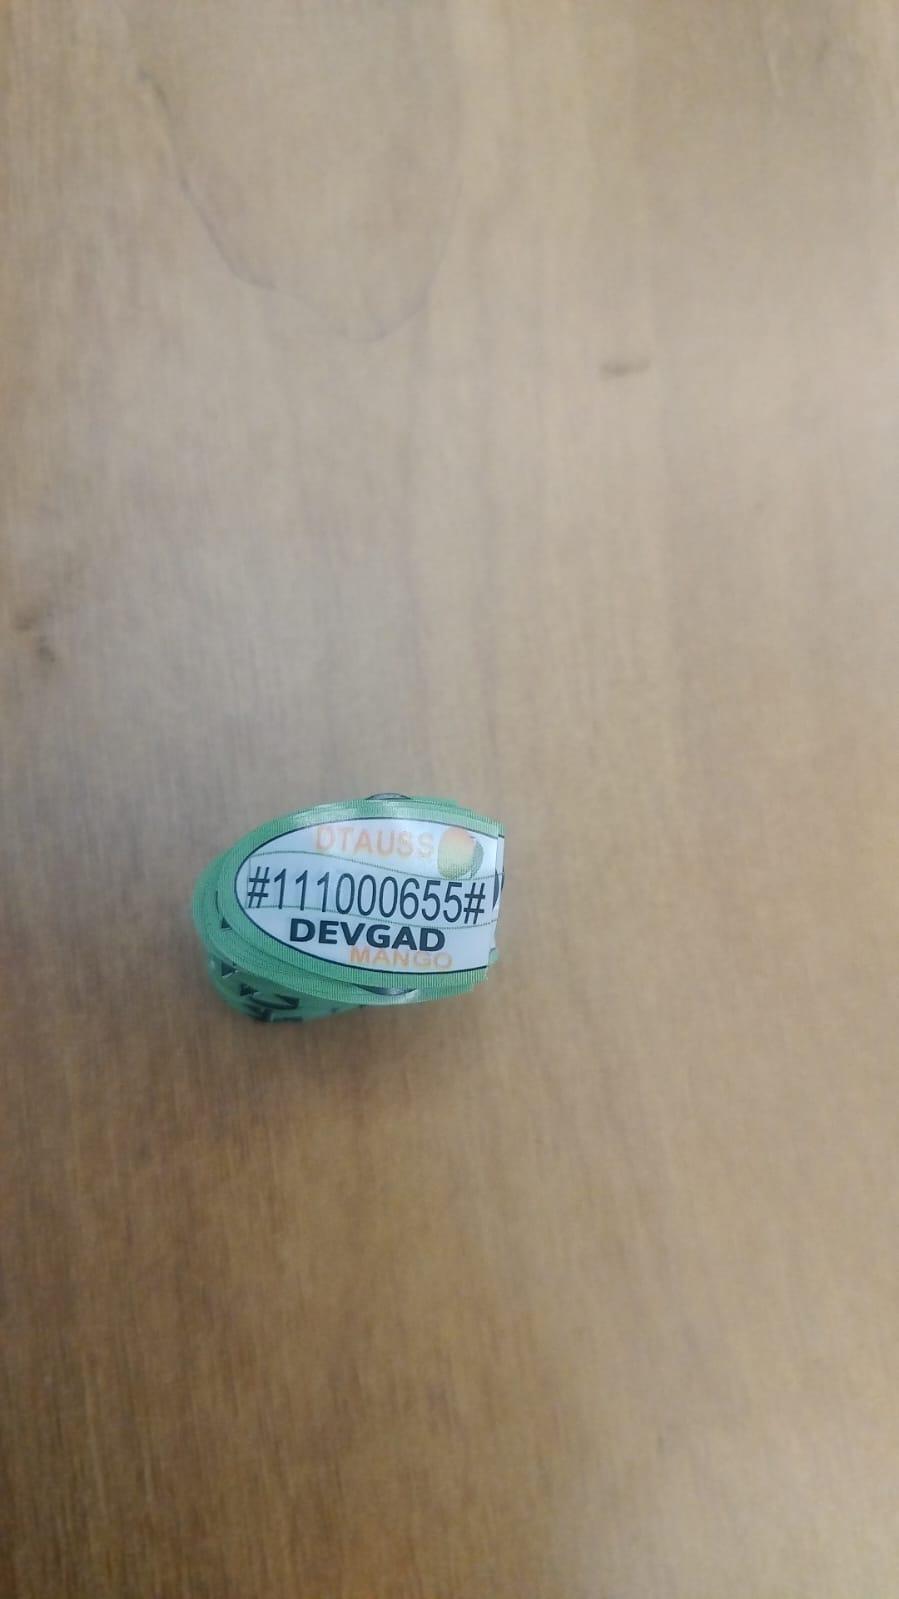 DTAUSS
#111000655#
DEVGAD
MANGO